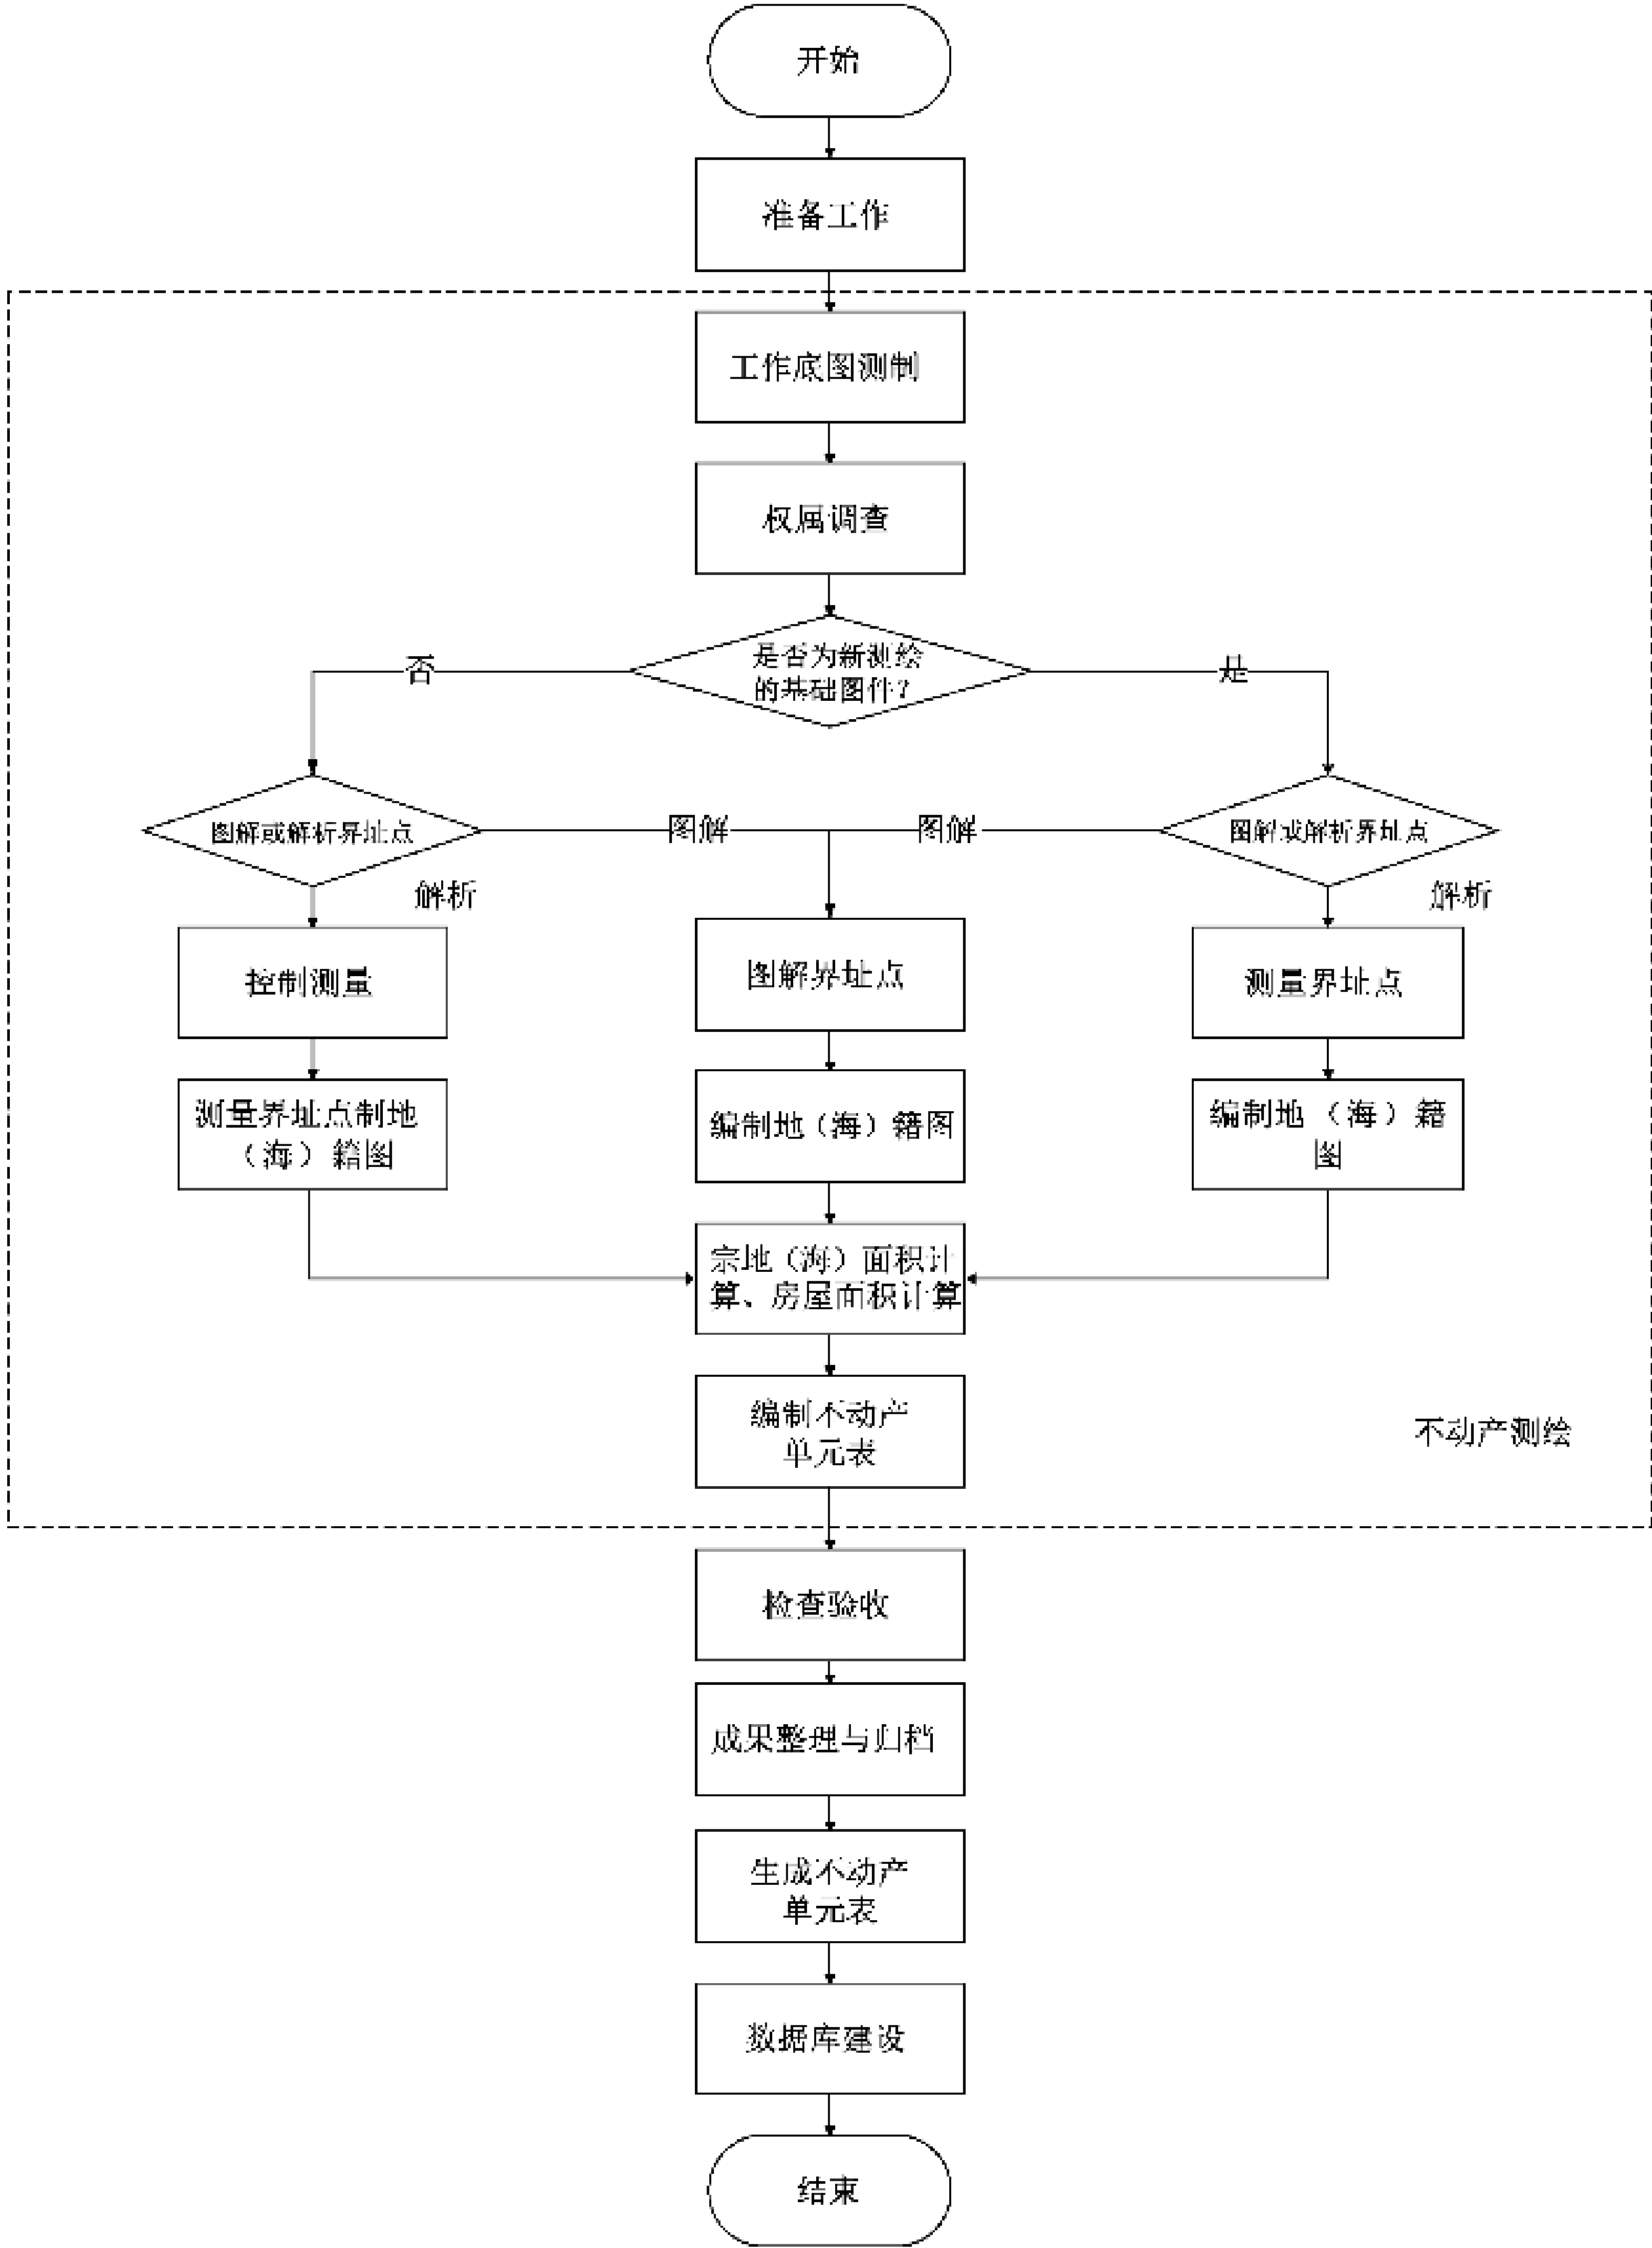 开始
准备工作
工作底图测制
权属调查
是否为新测绘
的基础图件?
否
是
图解或解析界址点
图解
图解
图解或解析界址点
解析
解析
控制测量
图解界址点
测量界址点
测量界址点制地
（海）籍图
编制地（海）籍图
编制地（海）籍
图
宗地（海）面积计
算、房屋面积计算
编制不动产
单元表
不动产测绘
检查验收
成果整理与归档
生成不动产
单元表
数据库建设
结束